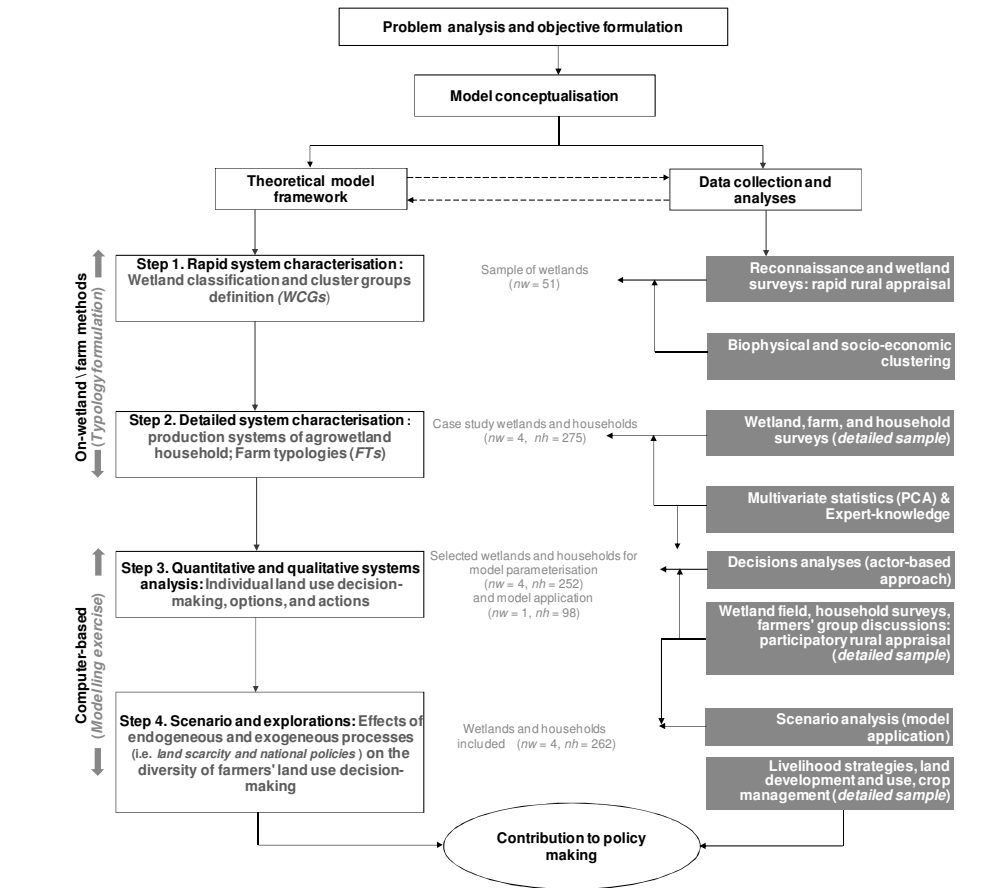 Problem analysis and objective formulation
Model conceptualisation
Theoretical model
framework
Data collection and
analyses
On-wetland \ farm methods
(Typology formulation)
Step 1. Rapid system characterisation :
Wetland classification and cluster groups
definition (WCGs)
Sample of wetlands
(nw = 51)
Reconnaissance and wetland
surveys: rapid rural appraisal
Biophysical and socio-economic
clustering
Step 2. Detailed system characterisation :
production systems of agrowetland
household; Farm typologies (FTs)
Case study wetlands and households
(nw = 4, nh = 275)
Wetland, farm, and household
surveys (detailed sample)
Multivariate statistics (PCA) &
Expert-knowledge
Computer-based
(Modelling exercise)
Step 3. Quantitative and qualitative systems
analysis: Individual land use decision-
making, options, and actions
Selected wetlands and households for
model parameterisation
(nw = 4, nh = 252)
and model application
(nw = 1, nh = 98)
Decisions analyses (actor-based
approach)
Wetland field, household surveys,
farmers' group discussions:
participatory rural appraisal
(detailed sample)
Step 4. Scenario and explorations: Effects of
endogeneous and exogeneous processes
(i.e. land scarcity and national policies ) on the
diversity of farmers' land use decision-
making
Wetlands and households
included (nw = 4, nh = 262)
Scenario analysis (model
application)
Livelihood strategies, land
development and use, crop
management (detailed sample)
Contribution to policy
making